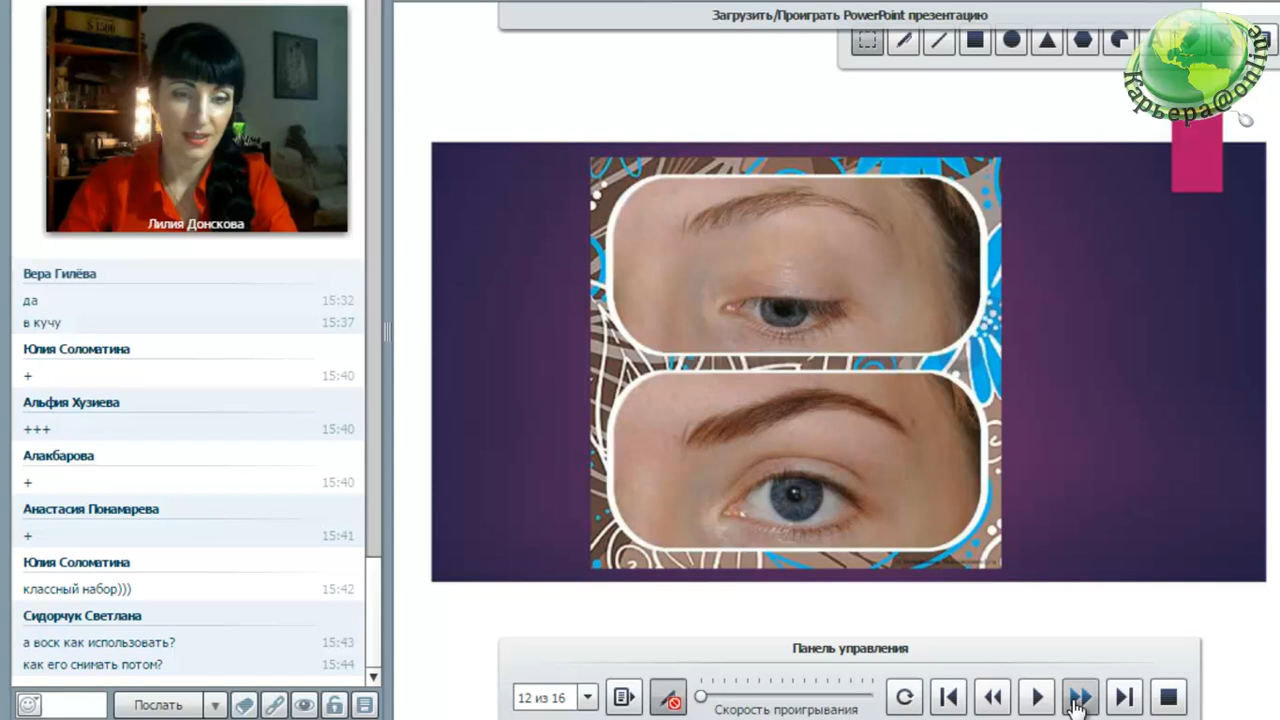 Загрузить/Проиграть PowerPoint презентацию
Карьера@online
S 1500
Лилия Донскова
Вера Гилёва
да 15:32
в кучу 15:37
Юлия Соломатина
+ 15:40
Альфия Хузиева
+++ 15:40
Алакбарова
+ 15:40
Анастасия Понамарева
+ 15:41
Юлия Соломатина
классный набор))) 15:42
Сидорчук Светлана
а воск как использовать? 15:43
как его снимать потом? 15:44
Послать
Панель управления
12 из 16
Скорость проигрывания